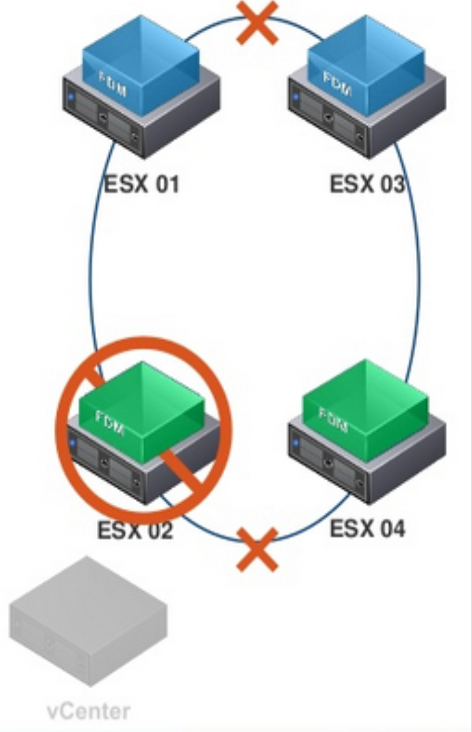 FDM
FDM
ESX 01
ESX 03
FDM
FDM
ESX 02
ESX 04
vCenter